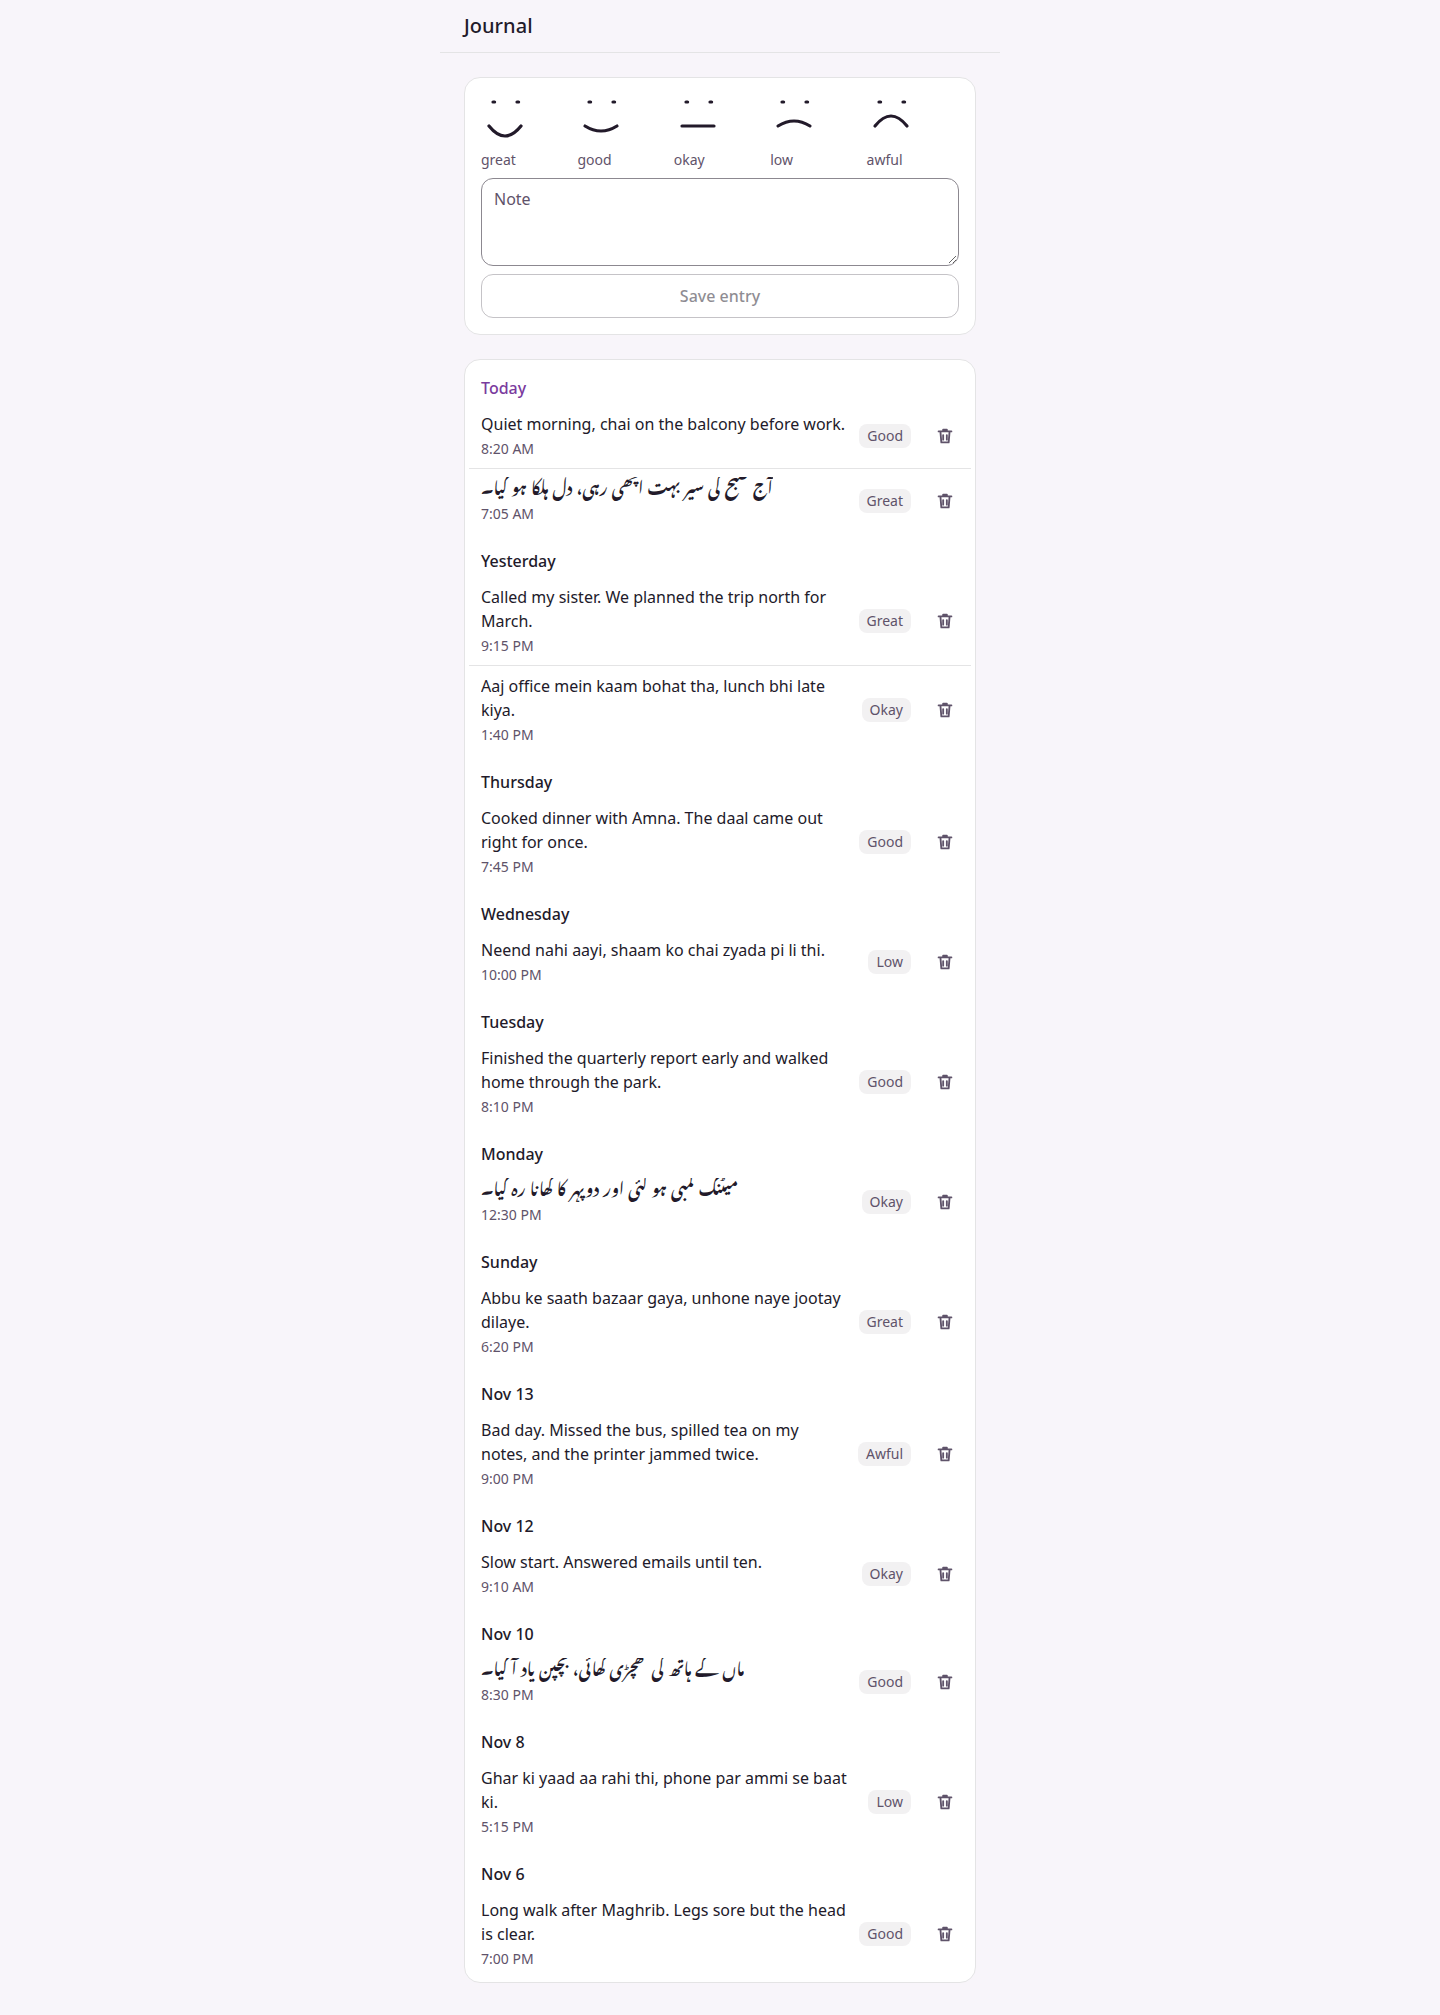 Journal
great
good
okay
low
awful
Note
Save entry
Today
Quiet morning, chai on the balcony before work.
8:20 AM
Good
آج صبح کی سیر بہت اچھی رہی، دل ہلکا ہو گیا۔
7:05 AM
Great
Yesterday
Called my sister. We planned the trip north for
March.
9:15 PM
Great
Aaj office mein kaam bohat tha, lunch bhi late
kiya.
1:40 PM
Okay
Thursday
Cooked dinner with Amna. The daal came out
right for once.
7:45 PM
Good
Wednesday
Neend nahi aayi, shaam ko chai zyada pi li thi.
10:00 PM
Low
Tuesday
Finished the quarterly report early and walked
home through the park.
8:10 PM
Good
Monday
میٹنگ لمبی ہو گئی اور دوپہر کا کھانا رہ گیا۔
12:30 PM
Okay
Sunday
Abbu ke saath bazaar gaya, unhone naye jootay
dilaye.
6:20 PM
Great
Nov 13
Bad day. Missed the bus, spilled tea on my
notes, and the printer jammed twice.
9:00 PM
Awful
Nov 12
Slow start. Answered emails until ten.
9:10 AM
Okay
Nov 10
ماں کے ہاتھ کی کھچڑی کھائی، بچپن یاد آ گیا۔
8:30 PM
Good
Nov 8
Ghar ki yaad aa rahi thi, phone par ammi se baat
ki.
5:15 PM
Low
Nov 6
Long walk after Maghrib. Legs sore but the head
is clear.
7:00 PM
Good